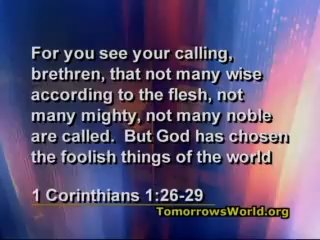 For you see your calling,
brethren, that not many wise
according to the flesh, not
many mighty, not many noble
are called.  But God has chosen
the foolish things of the world
1 Corinthians 1:26-29
TomorrowsWorld.org